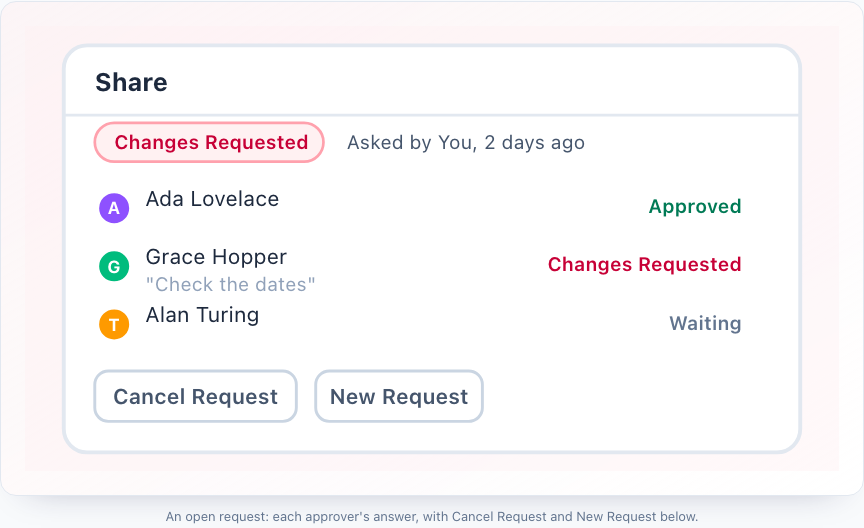 Share
Changes Requested Asked by You, 2 days ago
A Ada Lovelace Approved
G Grace Hopper Changes Requested
"Check the dates"
T Alan Turing Waiting
Cancel Request New Request
An open request: each approver's answer, with Cancel Request and New Request below.